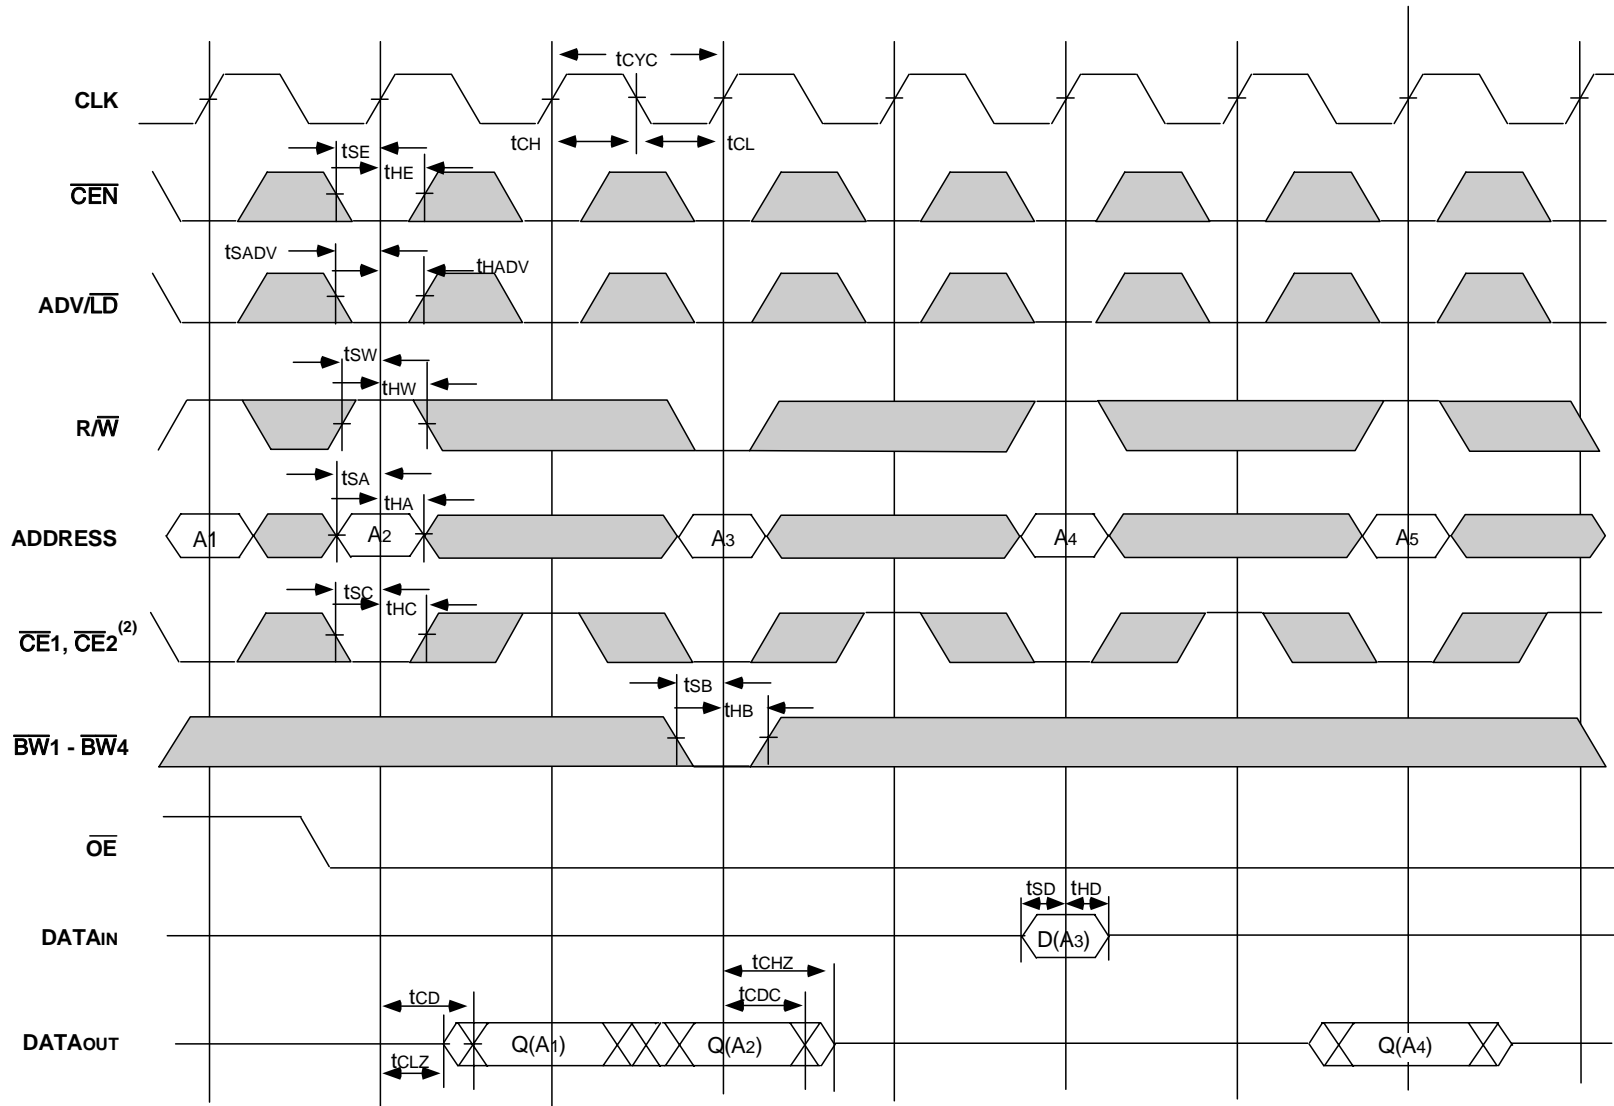 tCYC
CLK
tCH
tCL
tSE
tHE
CEN
tSADV
tHADV
ADV/LD
tSW
tHW
R/W
tSA
tHA
ADDRESS
A1
A2
A3
A4
A5
tSC
tHC
CE1, CE2(2)
tSB
tHB
BW1 - BW4
OE
tSD
tHD
DATAIN
D(A3)
tCHZ
tCD
tCDC
DATAOUT
Q(A1)
Q(A2)
Q(A4)
tCLZ